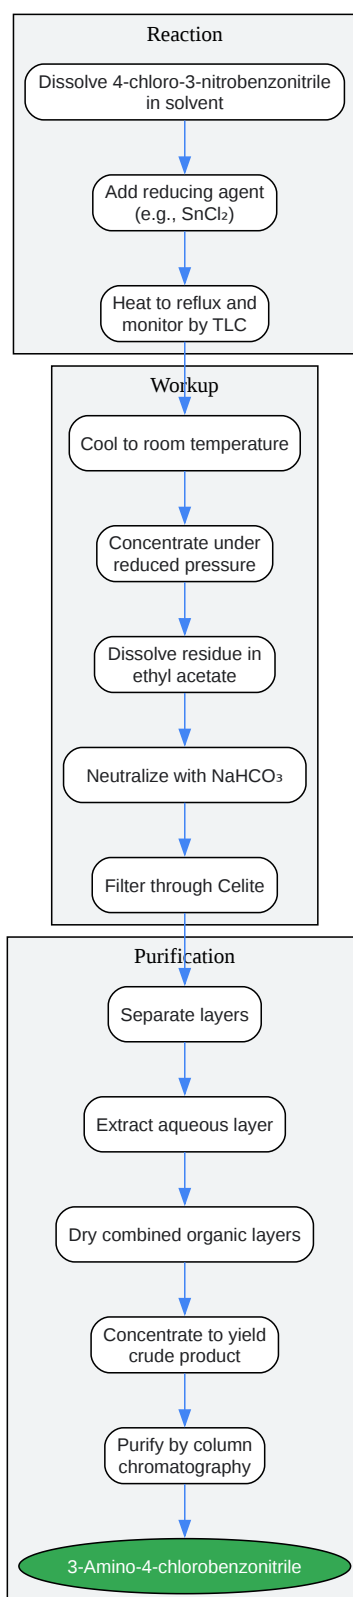 Reaction
Dissolve 4-chloro-3-nitrobenzonitrile
in solvent
Add reducing agent
(e.g., SnCl₂)
Heat to reflux and
monitor by TLC
Workup
Cool to room temperature
Concentrate under
reduced pressure
Dissolve residue in
ethyl acetate
Neutralize with NaHCO₃
Filter through Celite
Purification
Separate layers
Extract aqueous layer
Dry combined organic layers
Concentrate to yield
crude product
Purify by column
chromatography
3-Amino-4-chlorobenzonitrile